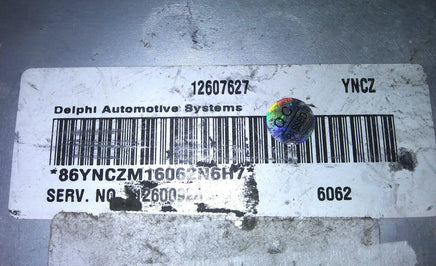 12607627 YNCZ
Delphi Automotive Systems
*86YNCZM16062N6H7*
SERV. NO. 6062